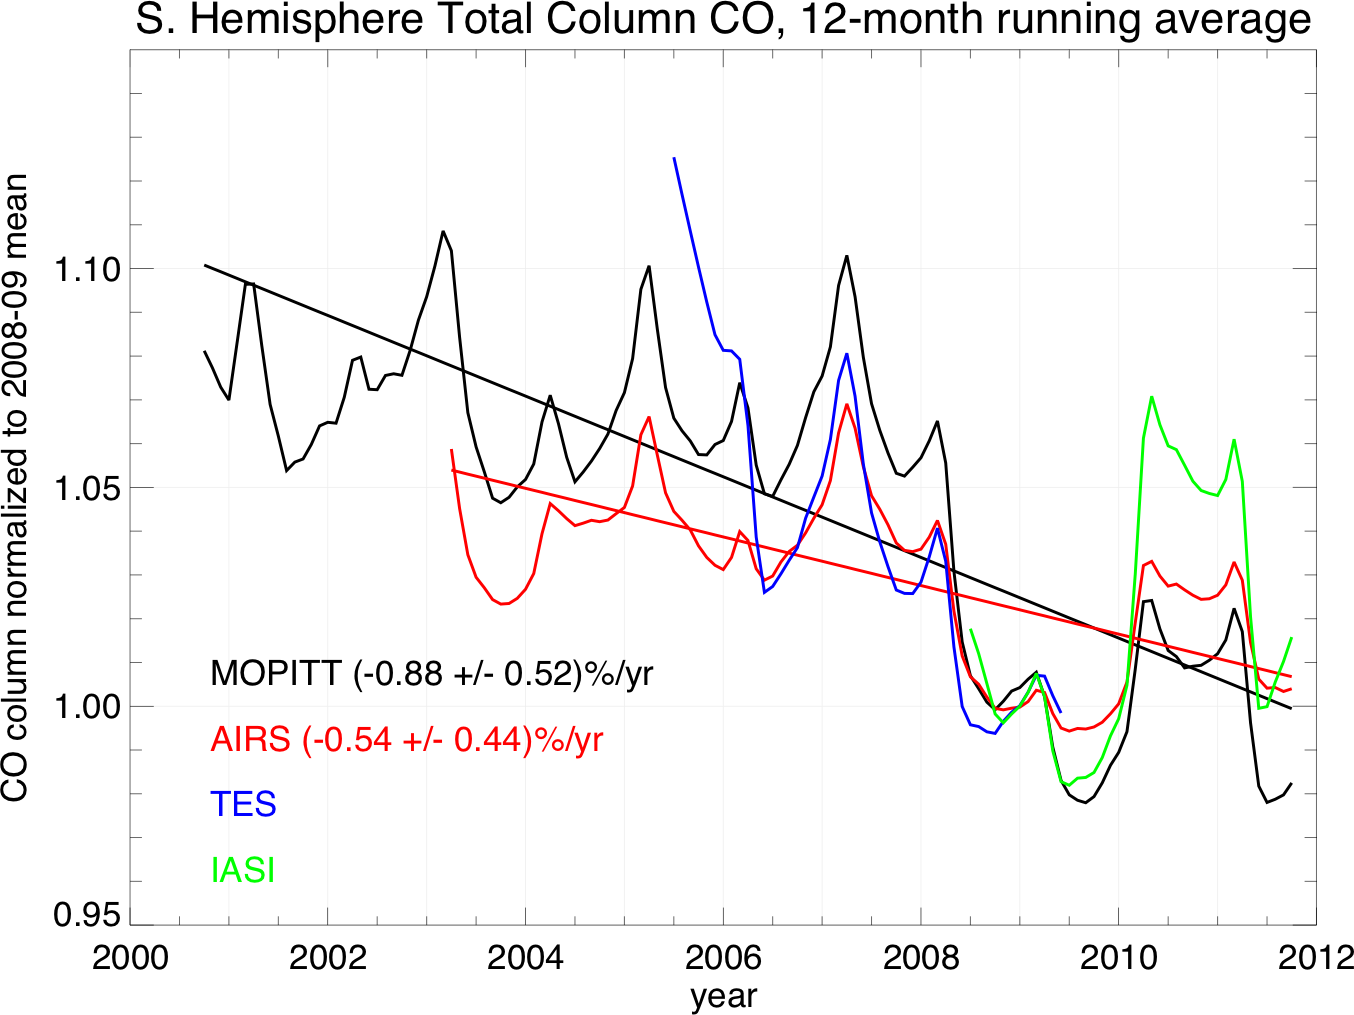 S. Hemisphere Total Column CO, 12-month running average
CO column normalized to 2008-09 mean
1.10
1.05
1.00
0.95
MOPITT (-0.88 +/- 0.52)%/yr
AIRS (-0.54 +/- 0.44)%/yr
TES
IASI
2000 2002 2004 2006 2008 2010 2012
year